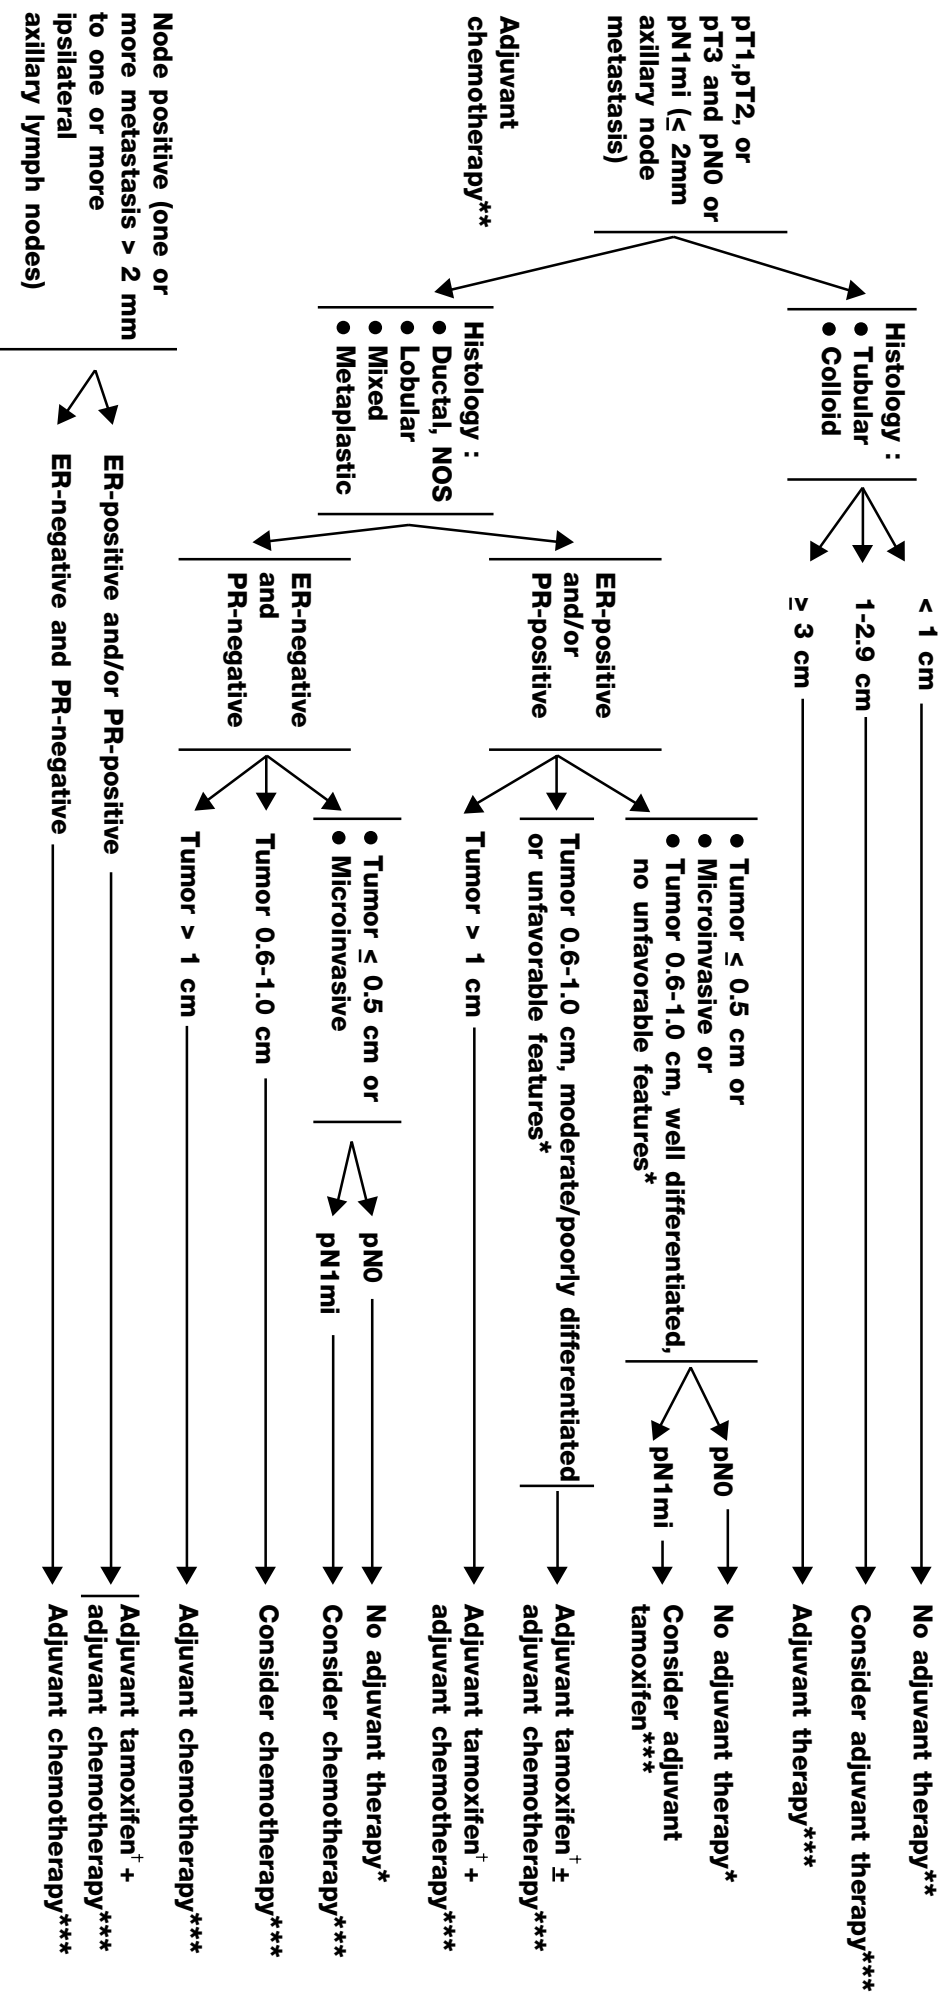 pT1,pT2, or
pT3 and pN0 or
pN1mi (≤ 2mm
axillary node
metastasis)
Adjuvant
chemotherapy**
Node positive (one or
more metastasis > 2 mm
to one or more
ipsilateral
axillary lymph nodes)
Histology :
● Tubular
● Colloid
Histology :
● Ductal, NOS
● Lobular
● Mixed
● Metaplastic
< 1 cm
1-2.9 cm
≥ 3 cm
ER-positive
and/or
PR-positive
ER-negative
and
PR-negative
ER-positive and/or PR-positive
ER-negative and PR-negative
● Tumor ≤ 0.5 cm or
● Microinvasive or
● Tumor 0.6-1.0 cm, well differentiated,
no unfavorable features*
Tumor 0.6-1.0 cm, moderate/poorly differentiated
or unfavorable features*
Tumor > 1 cm
● Tumor ≤ 0.5 cm or
● Microinvasive
Tumor 0.6-1.0 cm
Tumor > 1 cm
pN0
pN1mi
pN0
pN1mi
No adjuvant therapy**
Consider adjuvant therapy***
Adjuvant therapy***
No adjuvant therapy*
Consider adjuvant
tamoxifen***
Adjuvant tamoxifen† ±
adjuvant chemotherapy***
Adjuvant tamoxifen† +
adjuvant chemotherapy***
No adjuvant therapy*
Consider chemotherapy***
Consider chemotherapy***
Adjuvant chemotherapy***
Adjuvant tamoxifen† +
adjuvant chemotherapy***
Adjuvant chemotherapy***